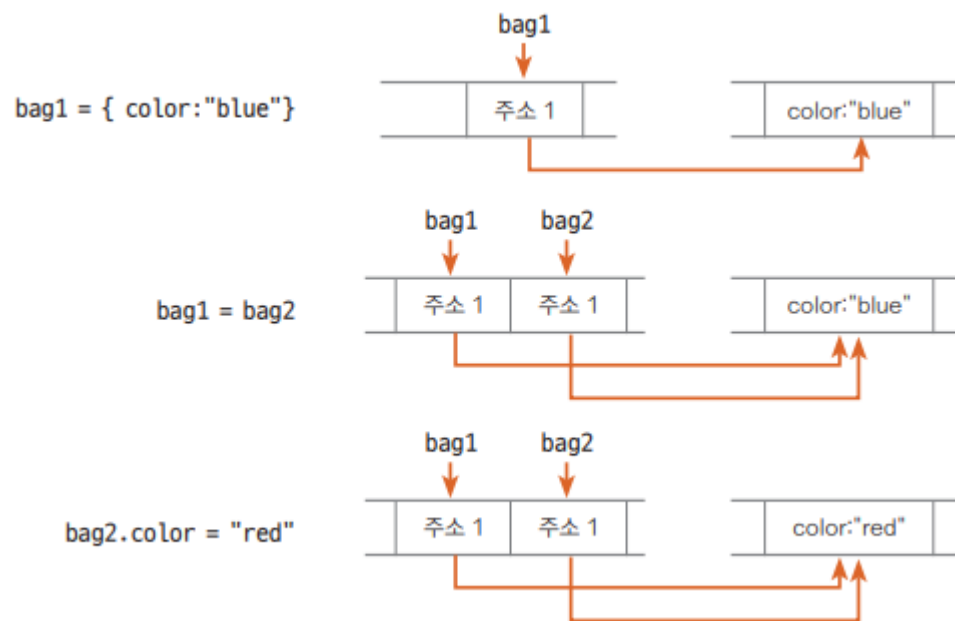 bag1
bag1 = { color:"blue"}
주소 1
color:"blue"
bag1 bag2
bag1 = bag2
주소 1 주소 1
color:"blue"
bag1 bag2
bag2.color = "red"
주소 1 주소 1
color:"red"